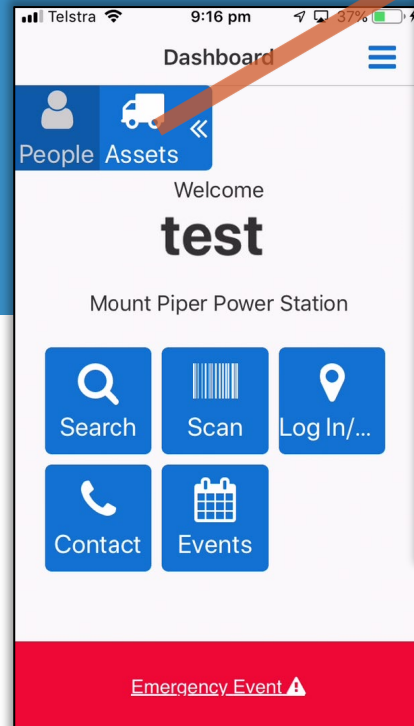 Telstra 9:16 pm 37%
Dashboard
People Assets
Welcome
test
Mount Piper Power Station
Search Scan Log In/...
Contact Events
Emergency Event